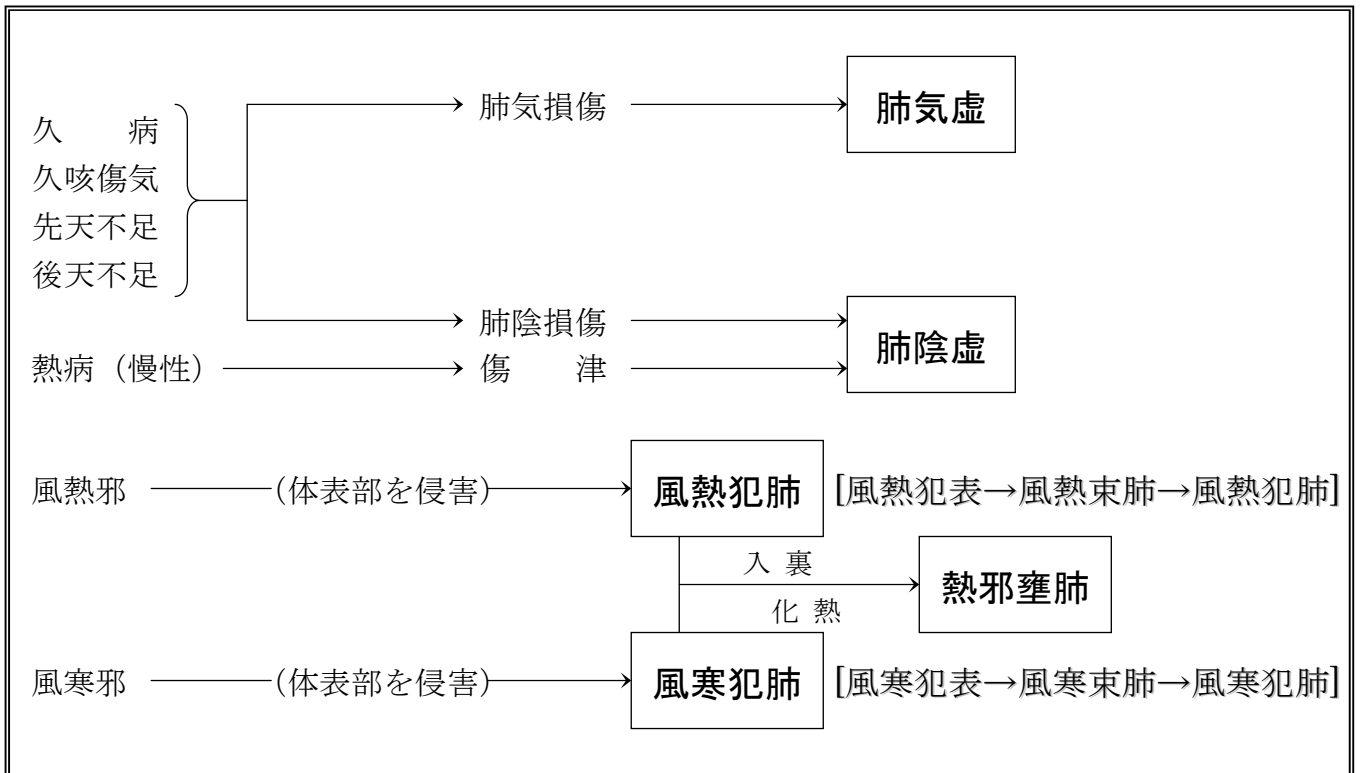 肺気損傷 肺気虚
久　　病
久咳傷気
先天不足
後天不足
肺陰損傷 肺陰虚
熱病（慢性） 傷　　津
風熱邪 （体表部を侵害） 風熱犯肺 [風熱犯表→風熱束肺→風熱犯肺]
入 裏
熱邪壅肺
化 熱
風寒邪 （体表部を侵害） 風寒犯肺 [風寒犯表→風寒束肺→風寒犯肺]